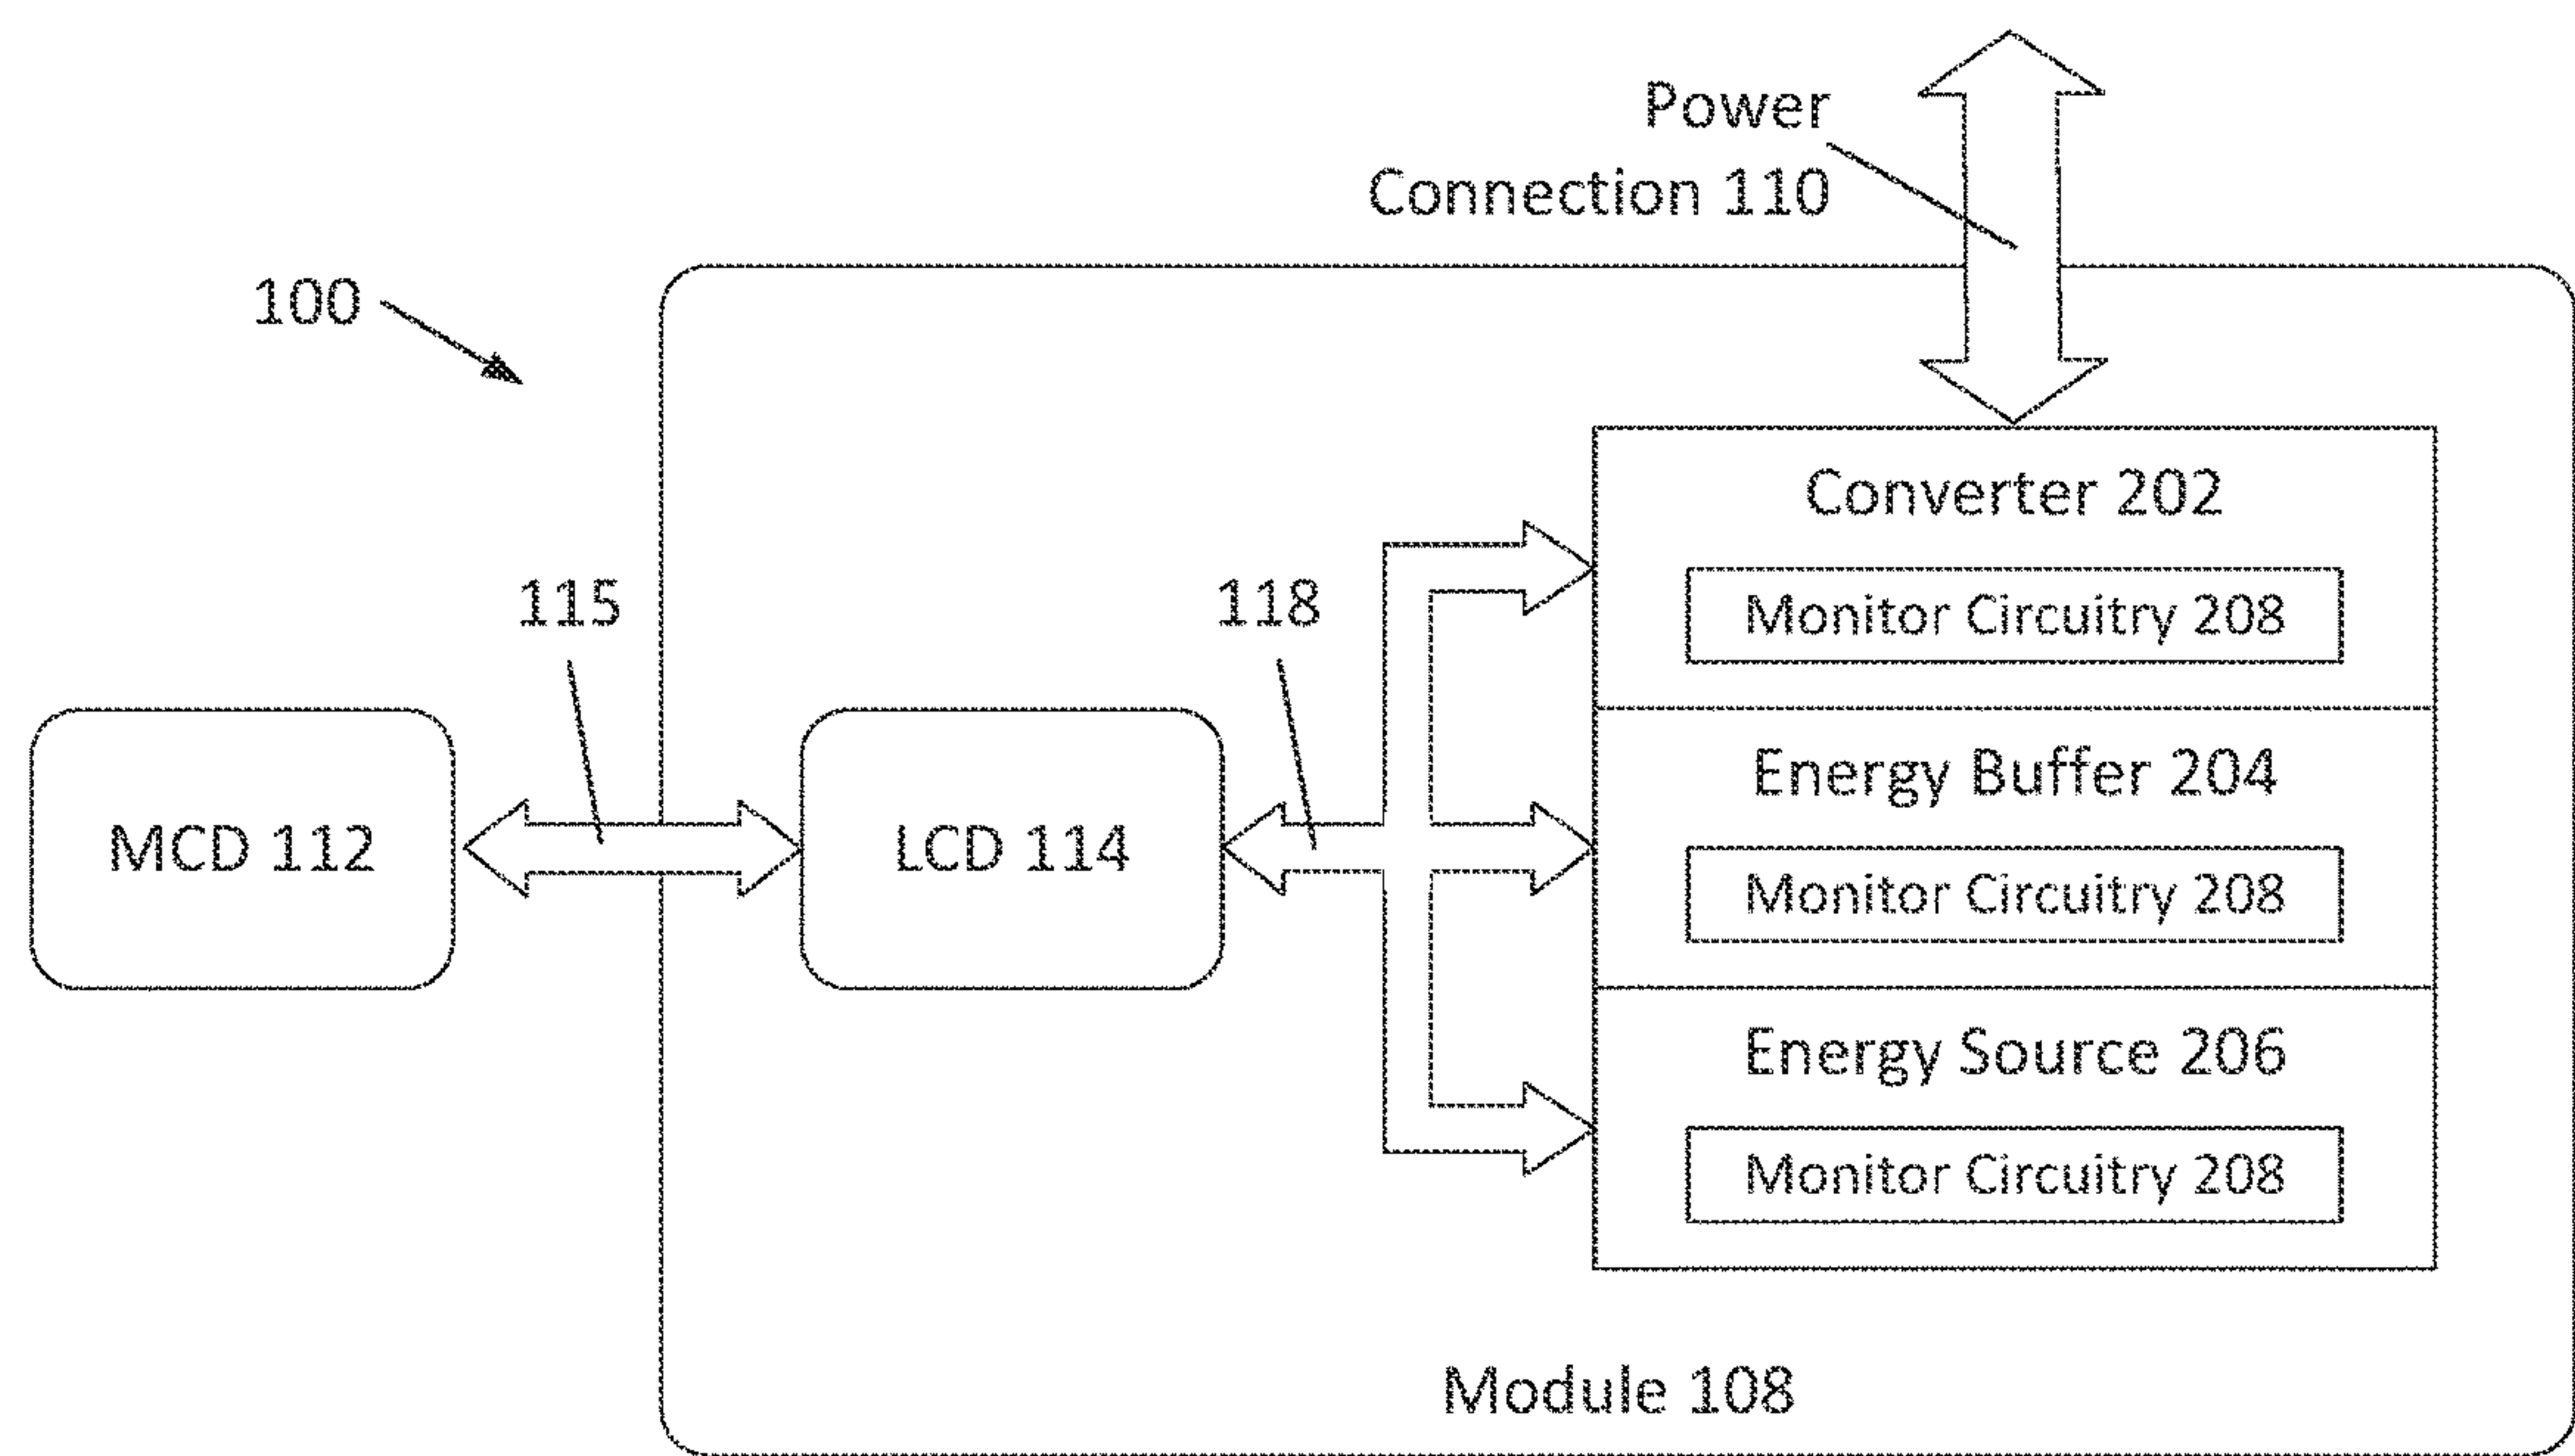 Power
Connection 110
100
Converter 202
115
118
Monitor Circuitry 208
Energy Buffer 204
MCD 112
LCD 114
Monitor Circuitry 208
Energy Source 206
Monitor Circuitry 208
Module 108